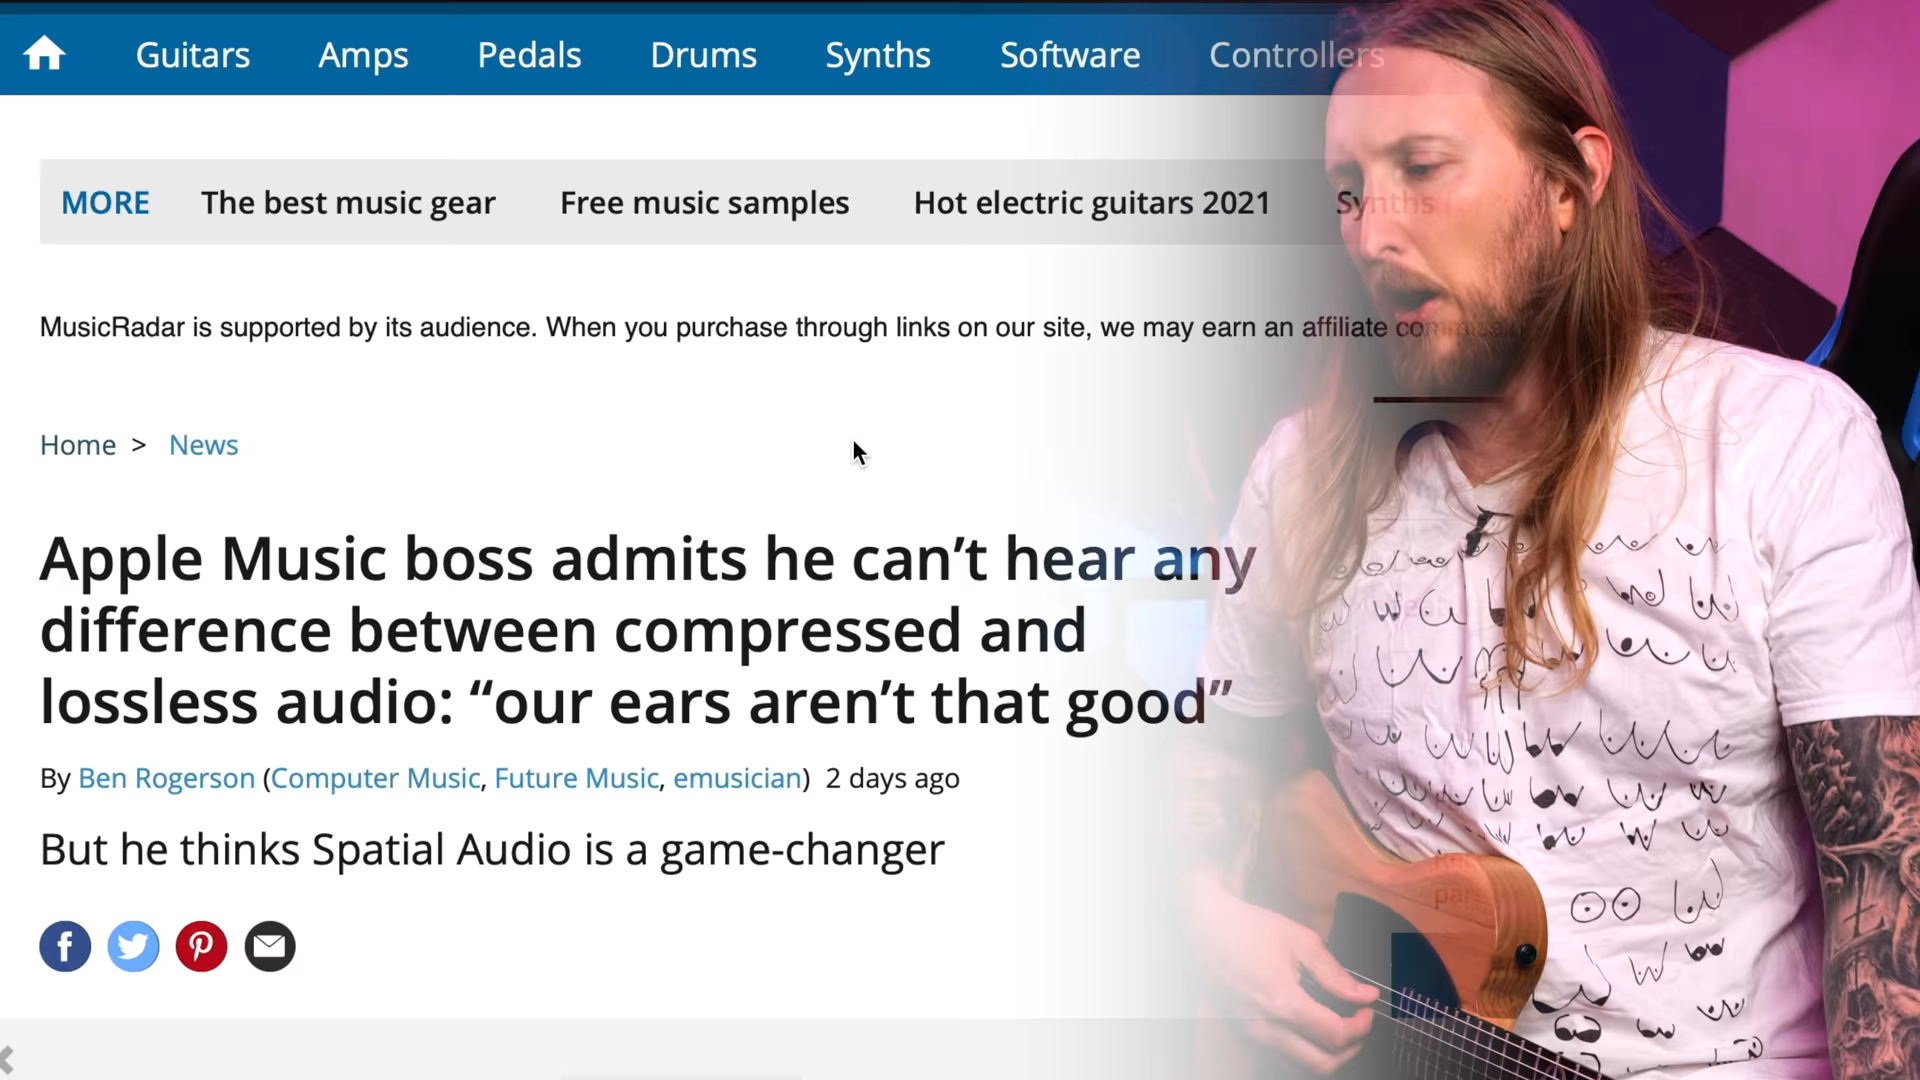 Guitars Amps Pedals Drums Synths Software Controllers
MORE The best music gear Free music samples Hot electric guitars 2021 Synths
MusicRadar is supported by its audience. When you purchase through links on our site, we may earn an affiliate
Home > News
Apple Music boss admits he can’t hear any
difference between compressed and
lossless audio: “our ears aren’t that good”
By Ben Rogerson (Computer Music, Future Music, emusician) 2 days ago
But he thinks Spatial Audio is a game-changer